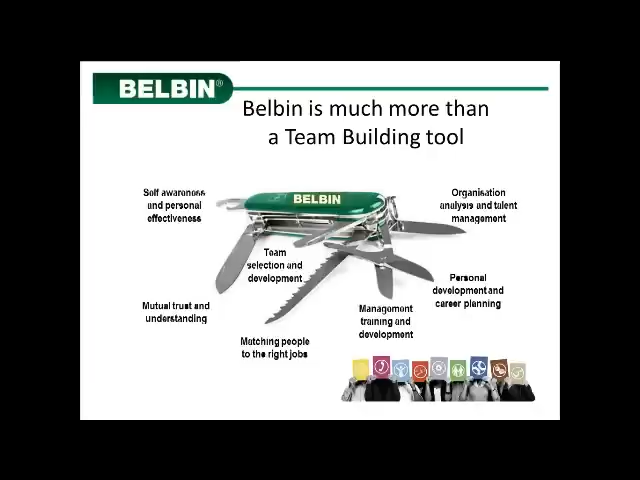 BELBIN®
Belbin is much more than
a Team Building tool
BELBIN
Self awareness
and personal
effectiveness
Organisation
analysis and talent
management
Team
selection and
development
Personal
development and
career planning
Mutual trust and
understanding
Management
training and
development
Matching people
to the right jobs